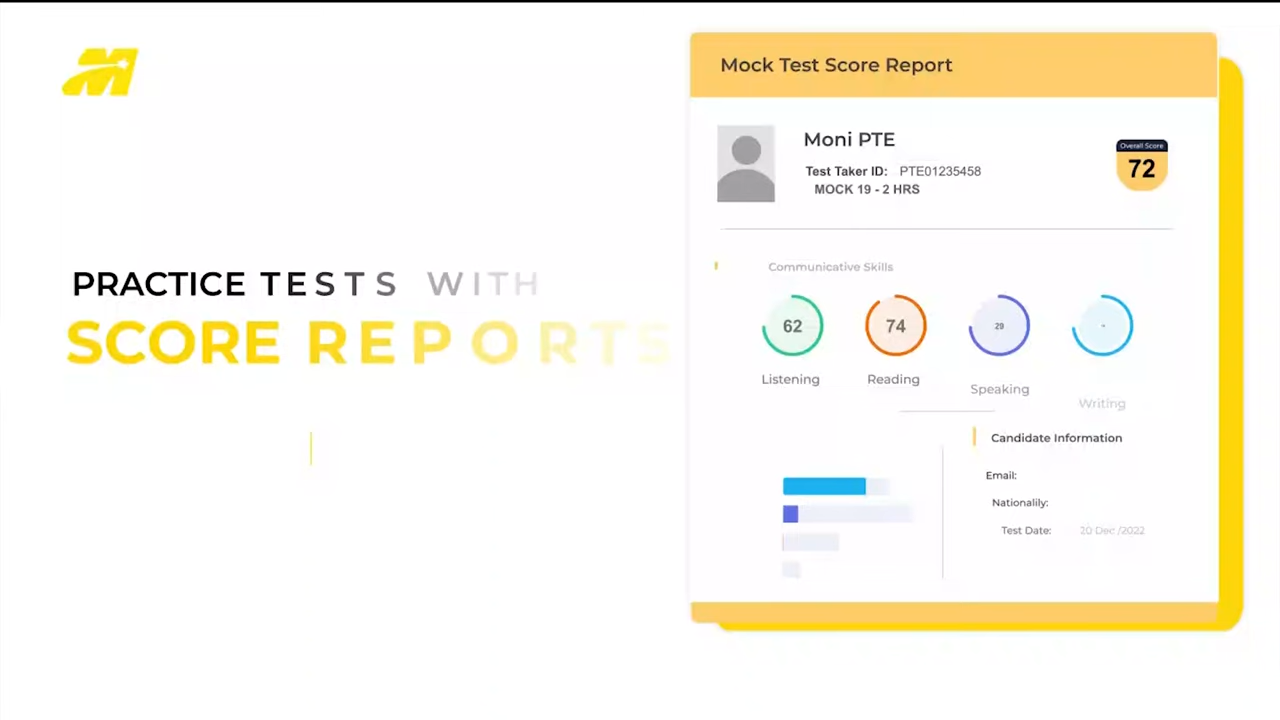 PRACTICE TESTS WITH
SCORE REPORTS
Mock Test Score Report
Moni PTE
Overall Score
72
Test Taker ID: PTE01235458
MOCK 19 - 2 HRS
Communicative Skills
62 74 29 -
Listening Reading Speaking Writing
Candidate Information
Email:
Nationalily:
Test Date: 20 Dec /2022